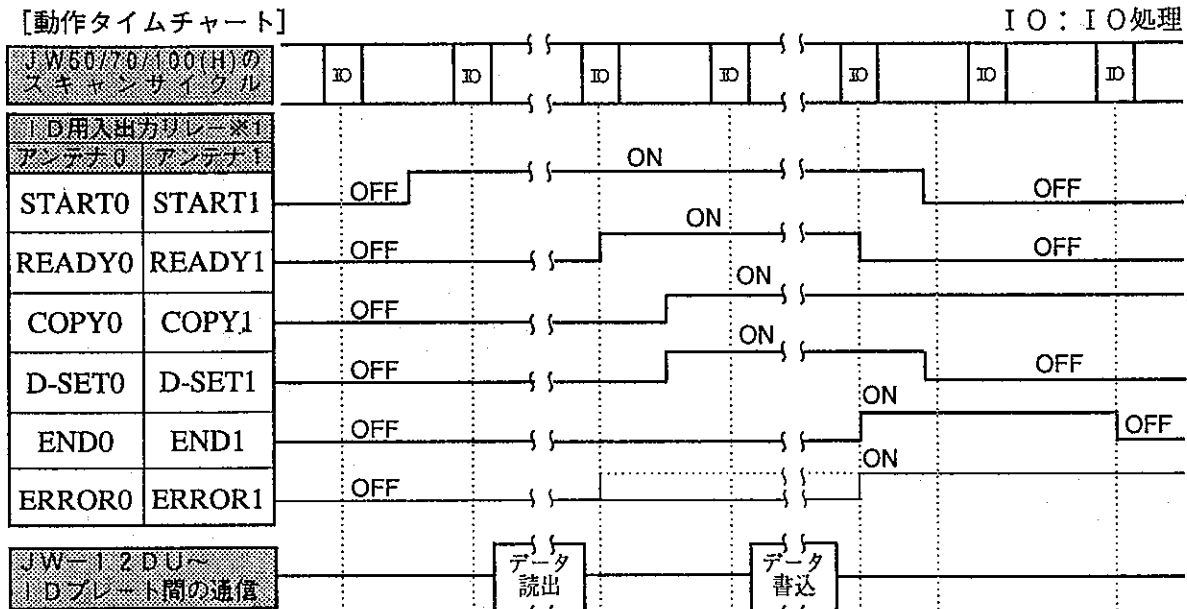 [動作タイムチャート]
ＩＯ：ＩＯ処理
ＪＷ50/70/100(H)の
スキャンサイクル
IO IO IO IO IO IO IO
ＩＤ用入出力リレー※1
アンテナ０ アンテナ１
START0 START1 OFF ON OFF
READY0 READY1 OFF ON OFF
COPY0 COPY1 OFF ON
D-SET0 D-SET1 OFF ON OFF
END0 END1 OFF ON OFF
ERROR0 ERROR1 OFF ON
ＪＷ－１２ＤＵ～
ＩＤプレート間の通信
データ
読出
データ
書込